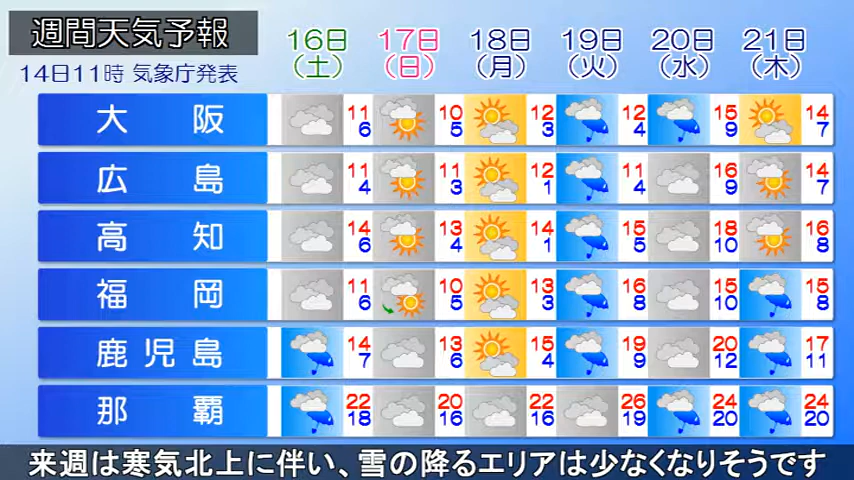 週間天気予報
14日11時 気象庁発表
16日 17日 18日 19日 20日 21日
（土） （日） （月） （火） （水） （木）
大阪 11 6 10 5 12 3 12 4 15 9 14 7
広島 11 4 11 3 12 1 11 4 16 9 14 7
高知 14 6 13 4 14 1 15 5 18 10 16 8
福岡 11 6 10 5 13 3 16 8 15 10 15 8
鹿児島 14 7 13 6 15 4 19 9 20 12 17 11
那覇 22 18 20 16 22 16 26 19 24 20 24 20
来週は寒気北上に伴い、雪の降るエリアは少なくなりそうです